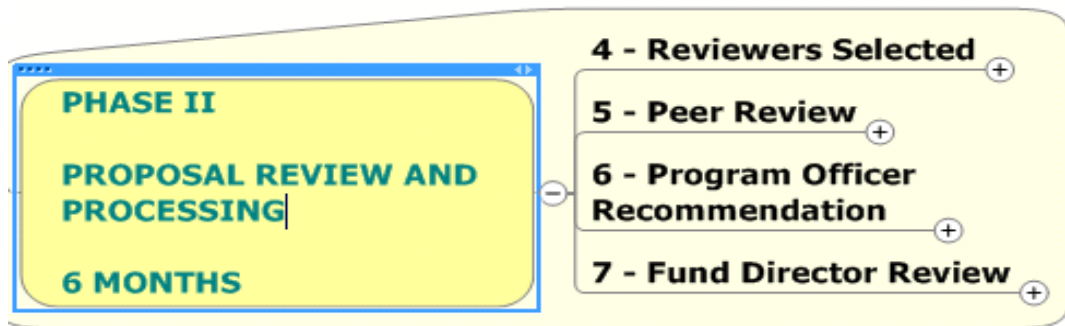 PHASE II
PROPOSAL REVIEW AND
PROCESSING
6 MONTHS
4 - Reviewers Selected
5 - Peer Review
6 - Program Officer
Recommendation
7 - Fund Director Review